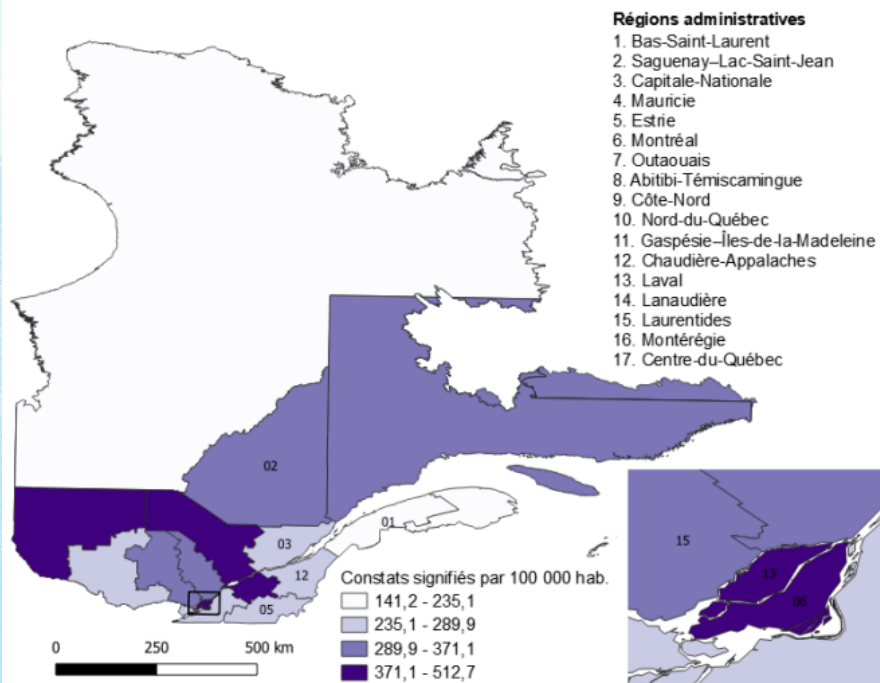 Régions administratives
1. Bas-Saint-Laurent
2. Saguenay–Lac-Saint-Jean
3. Capitale-Nationale
4. Mauricie
5. Estrie
6. Montréal
7. Outaouais
8. Abitibi-Témiscamingue
9. Côte-Nord
10. Nord-du-Québec
11. Gaspésie–Îles-de-la-Madeleine
12. Chaudière-Appalaches
13. Laval
14. Lanaudière
15. Laurentides
16. Montérégie
17. Centre-du-Québec
02
01
03
12
05
15
13
06
Constats signifiés par 100 000 hab.
141,2 - 235,1
235,1 - 289,9
289,9 - 371,1
371,1 - 512,7
0 250 500 km